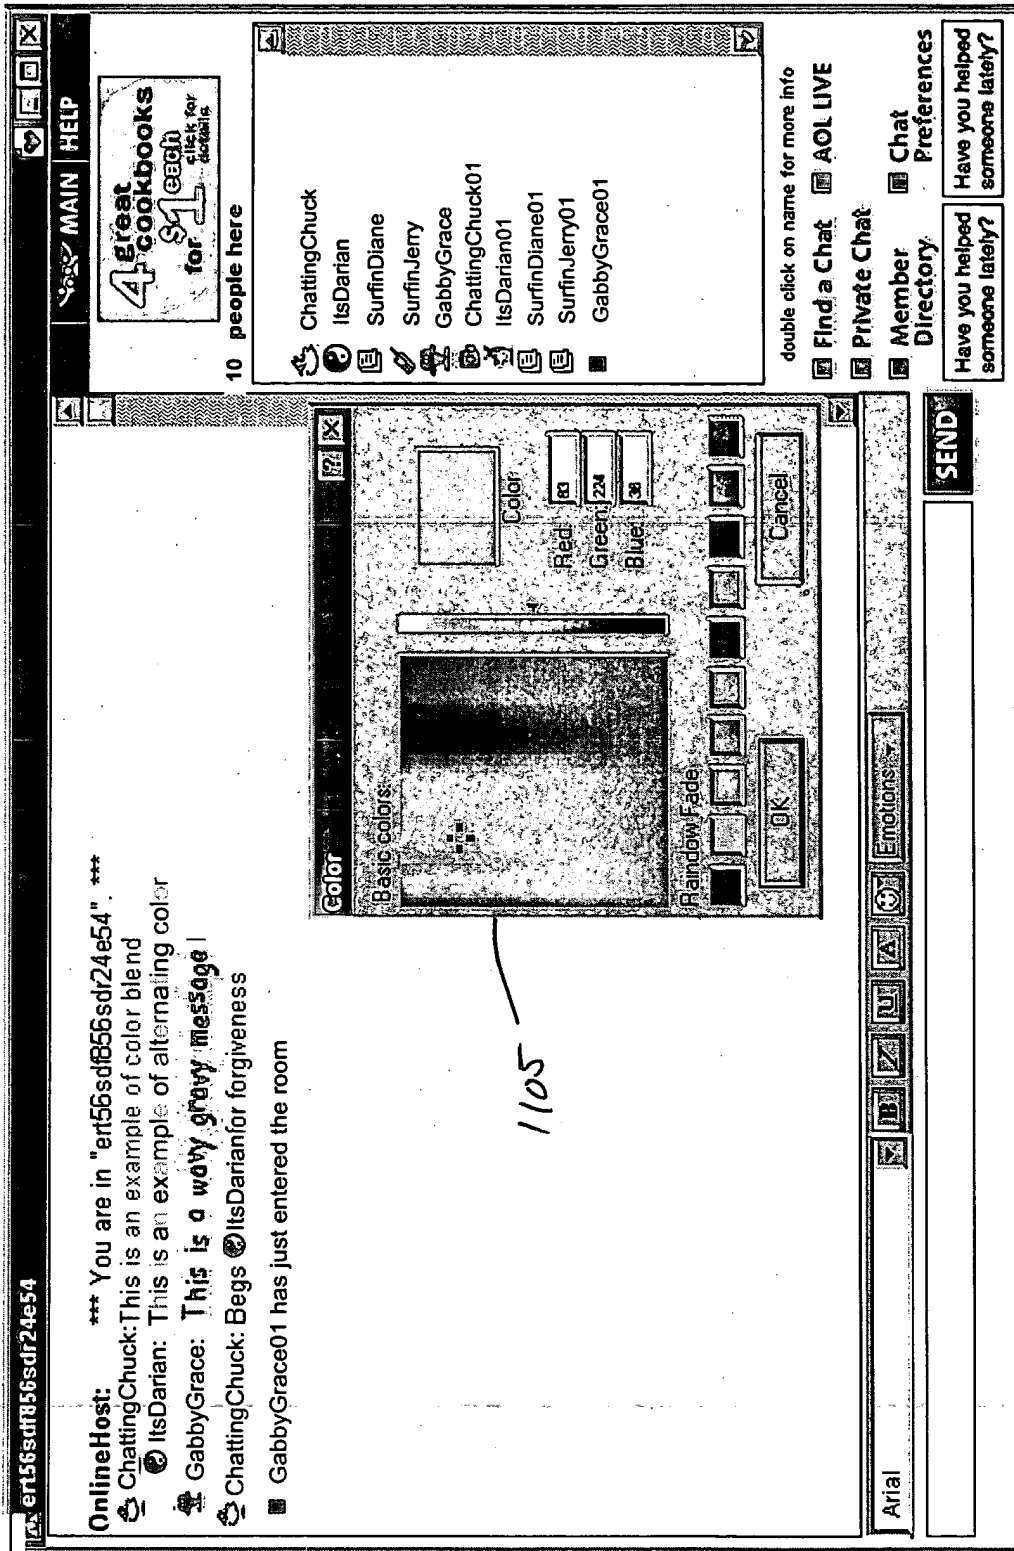 ert56sdf856sdr24e54
MAIN HELP
OnlineHost: *** You are in "ert56sdf856sdr24e54". ***
ChattingChuck:This is an example of color blend
ItsDarian: This is an example of alternating color
GabbyGrace: This is a wavy gravy message
ChattingChuck: Begs ItsDarianfor forgiveness
GabbyGrace01 has just entered the room
1105
Color
Basic colors:
Color
Red: 83
Green: 224
Blue: 36
Raindow Fade
OK
Cancel
4 great
cookbooks
for $1 each
click for
details
10 people here
ChattingChuck
ItsDarian
SurfinDiane
SurfinJerry
GabbyGrace
ChattingChuck01
ItsDarian01
SurfinDiane01
SurfinJerry01
GabbyGrace01
double click on name for more info
Find a Chat
AOL LIVE
Private Chat
Member
Directory
Chat
Preferences
Have you helped
someone lately?
Have you helped
someone lately?
Arial
B I U A Emotions
SEND